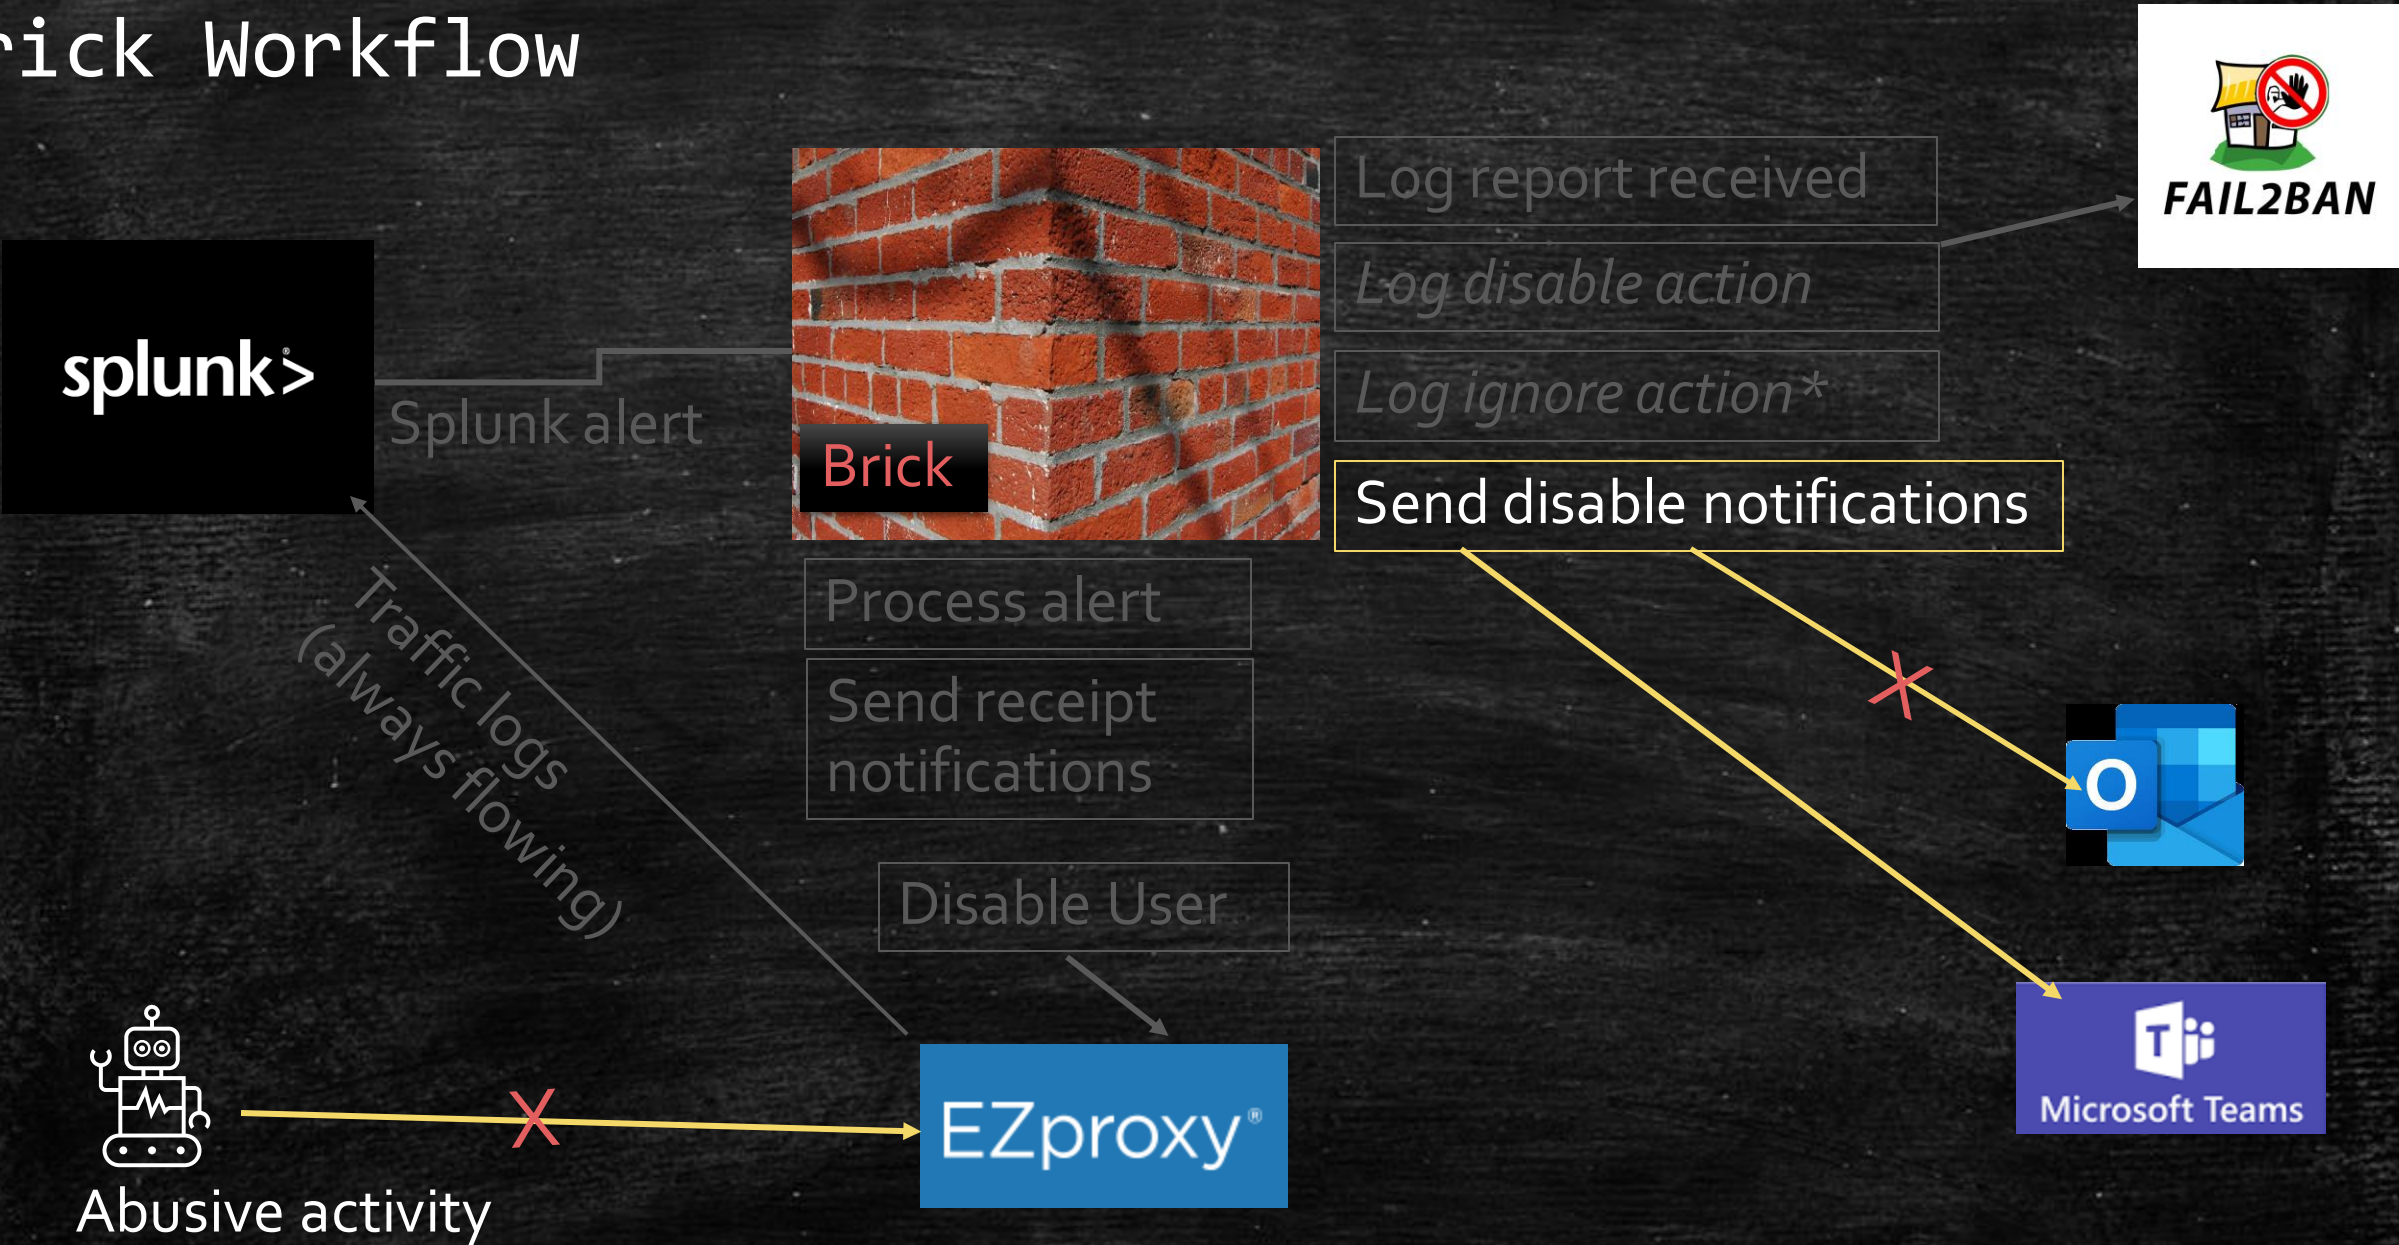 rick Workflow
FAIL2BAN
Log report received
Log disable action
splunk>
Log ignore action*
Splunk alert
Brick
Send disable notifications
Process alert
Traffic logs
(always flowing)
Send receipt
notifications
O
Disable User
T
Microsoft Teams
EZproxy®
Abusive activity
X
X